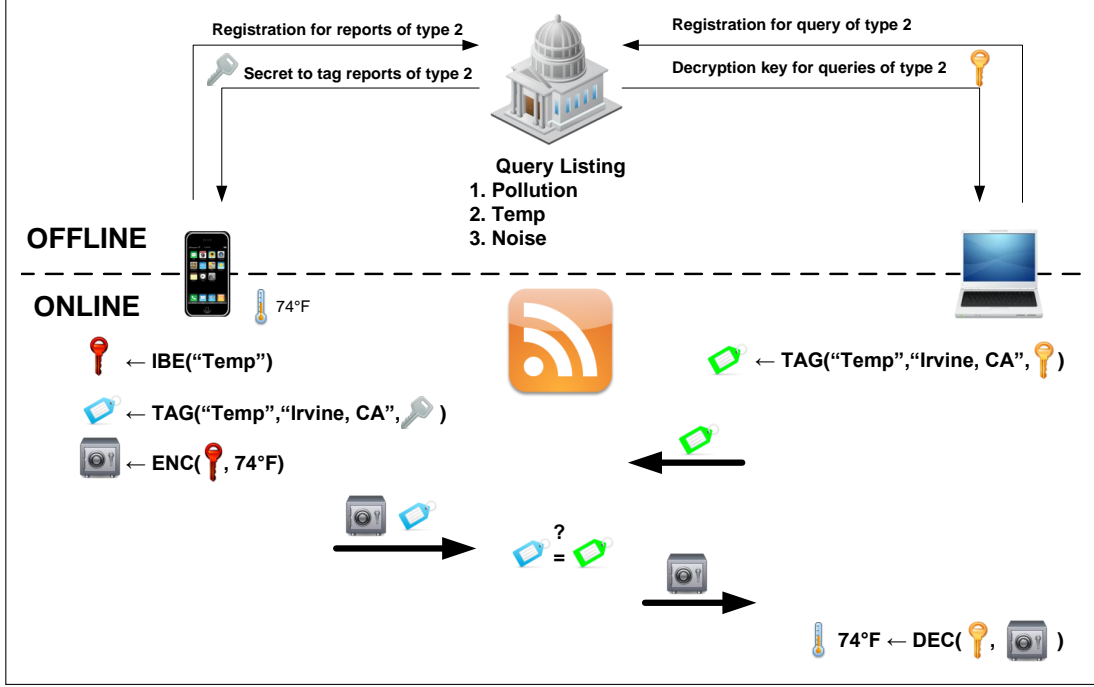 Registration for reports of type 2
Registration for query of type 2
Secret to tag reports of type 2
Decryption key for queries of type 2
Query Listing
1. Pollution
2. Temp
3. Noise
OFFLINE
ONLINE
74°F
← IBE(“Temp”)
← TAG(“Temp”,“Irvine, CA”, )
← TAG(“Temp”,“Irvine, CA”, )
← ENC( , 74°F)
?
=
74°F ← DEC( , )